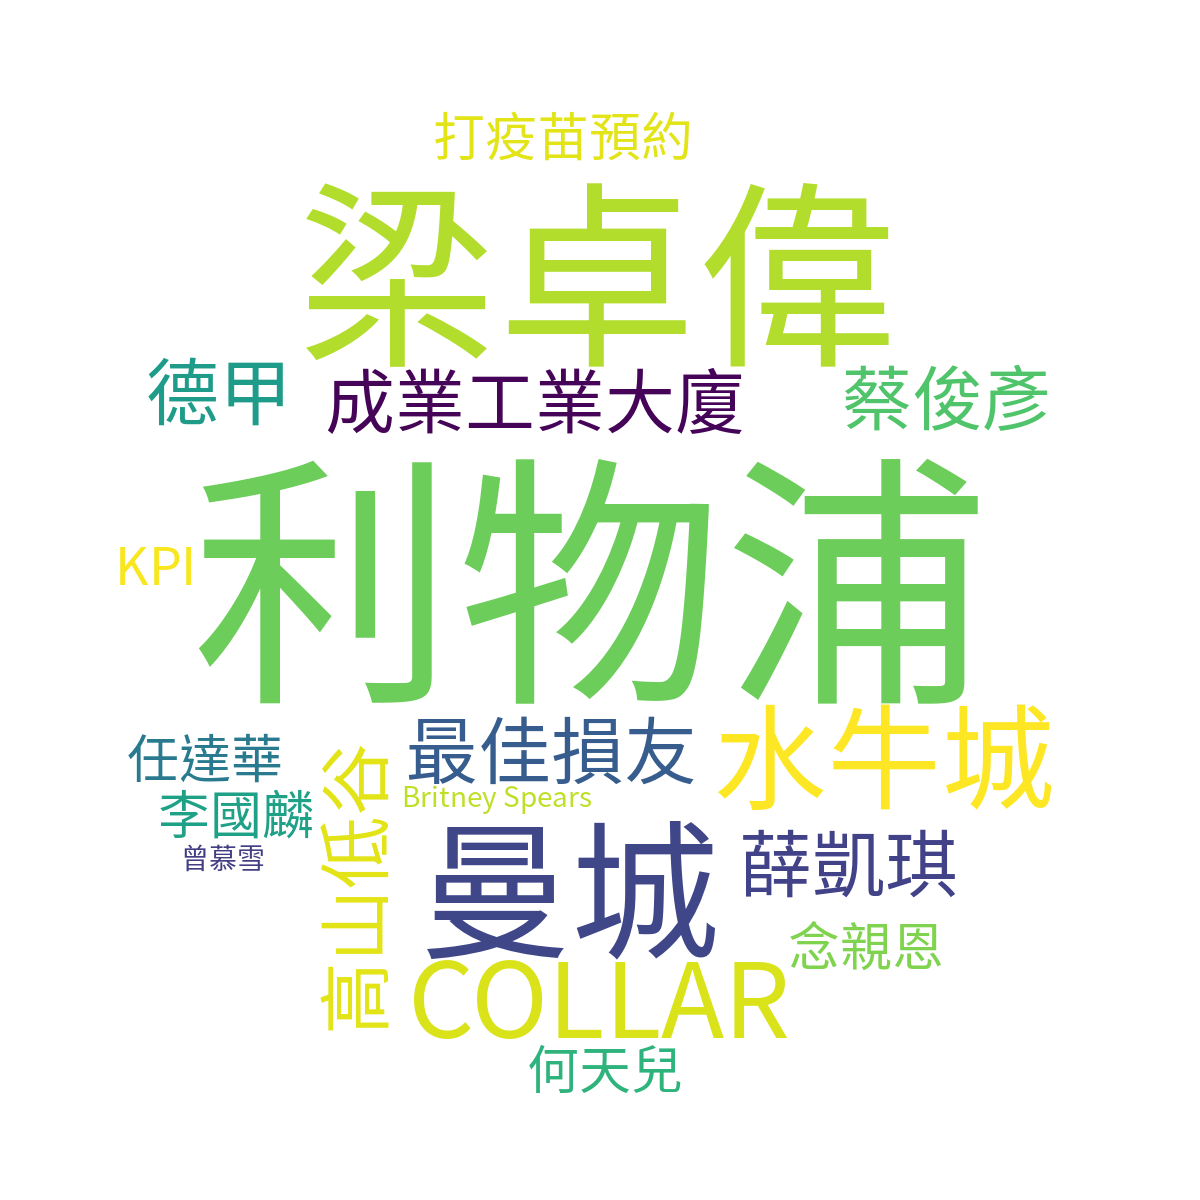 打疫苗預約
梁卓偉
德甲
成業工業大廈
蔡俊彥
利物浦
KPI
水牛城
最佳損友
任達華
高山低谷
Britney Spears
李國麟
曾慕雪
曼城
薛凱琪
念親恩
COLLAR
何天兒